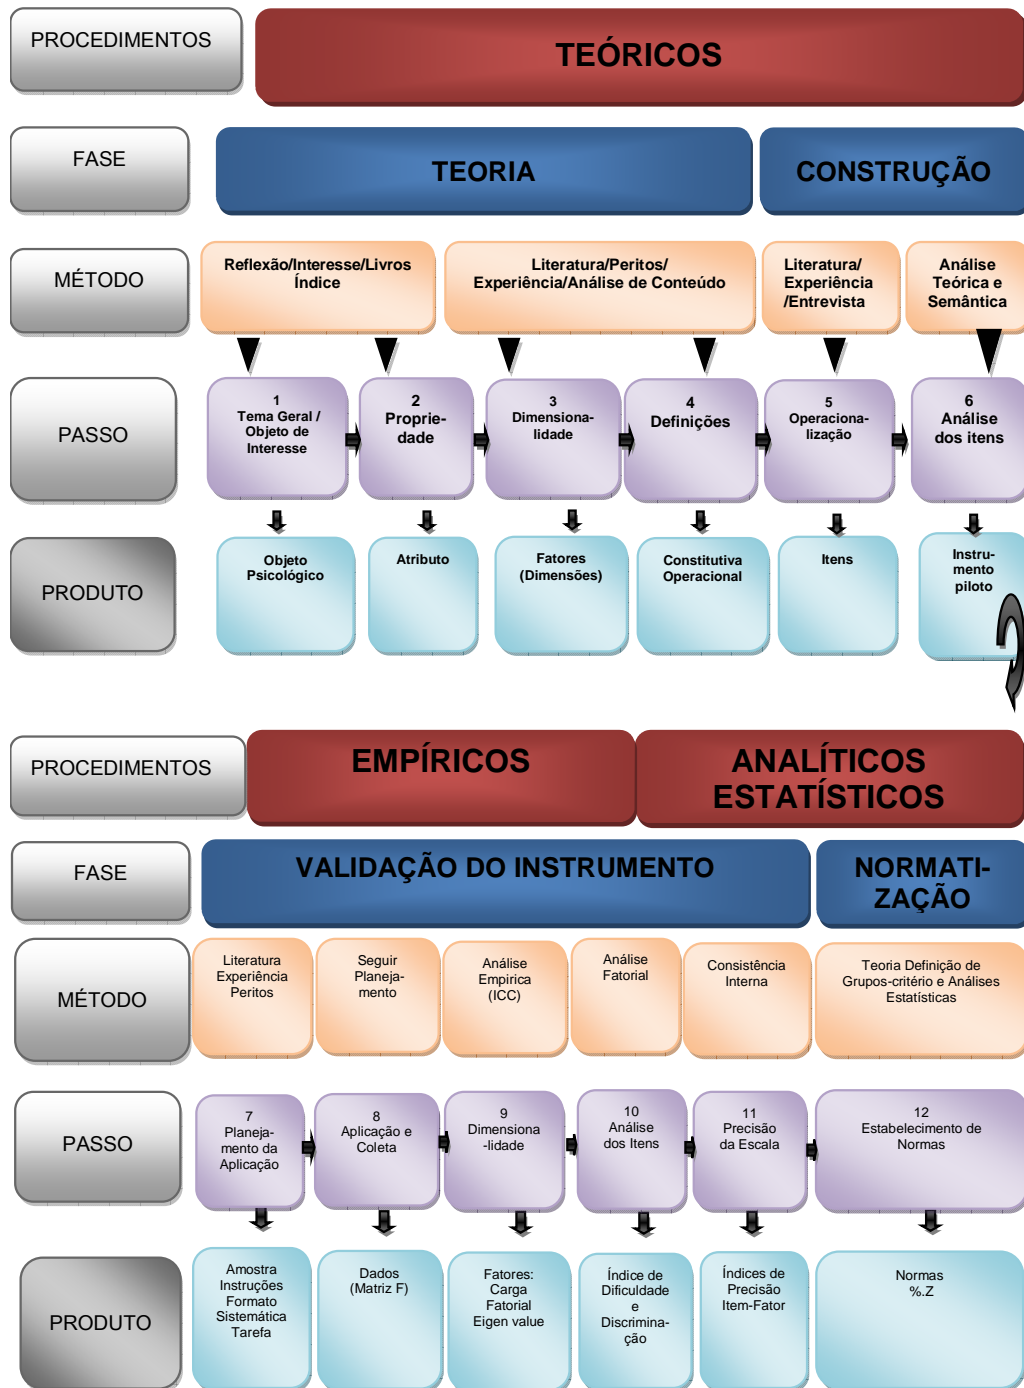 PROCEDIMENTOS
TEÓRICOS
FASE
TEORIA
CONSTRUÇÃO
MÉTODO
Reflexão/Interesse/Livros
Índice
Literatura/Peritos/
Experiência/Análise de Conteúdo
Literatura/
Experiência
/Entrevista
Análise
Teórica e
Semântica
PASSO
1
Tema Geral /
Objeto de
Interesse
2
Proprie-
dade
3
Dimensiona-
lidade
4
Definições
5
Operaciona-
lização
6
Análise
dos itens
PRODUTO
Objeto
Psicológico
Atributo
Fatores
(Dimensões)
Constitutiva
Operacional
Itens
Instru-
mento
piloto
PROCEDIMENTOS
EMPÍRICOS
ANALÍTICOS
ESTATÍSTICOS
FASE
VALIDAÇÃO DO INSTRUMENTO
NORMATI-
ZAÇÃO
MÉTODO
Literatura
Experiência
Peritos
Seguir
Planeja-
mento
Análise
Empirica
(ICC)
Análise
Fatorial
Consistência
Interna
Teoria Definição de
Grupos-critério e Análises
Estatísticas
PASSO
7
Planeja-
mento da
Aplicação
8
Aplicação e
Coleta
9
Dimensiona
-lidade
10
Análise
dos Itens
11
Precisão
da Escala
12
Estabelecimento de
Normas
PRODUTO
Amostra
Instruções
Formato
Sistemática
Tarefa
Dados
(Matriz F)
Fatores:
Carga
Fatorial
Eigen value
Índice de
Dificuldade
e
Discrimina-
ção
Índices de
Precisão
Item-Fator
Normas
%.Z